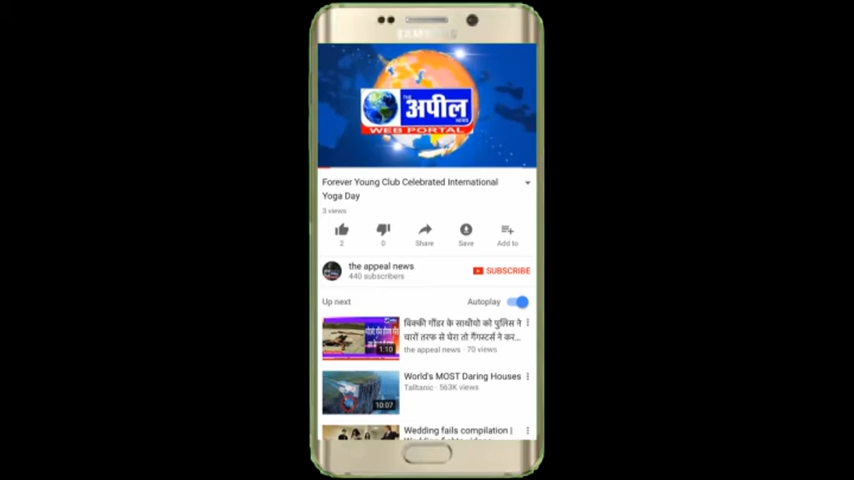 SAMSUNG
THE
अपील
NEWS
WEB PORTAL
Forever Young Club Celebrated International
Yoga Day
3 views
2
0
Share
Save
Add to
the appeal news
440 subscribers
SUBSCRIBE
Up next
Autoplay
विक्की गौंडर के साथीयो को पुलिस ने
चारों तरफ से घेरा तो गैंगस्टर्स ने कर...
the appeal news · 70 views
1:10
World's MOST Daring Houses
Talltanic · 563K views
10:07
Wedding fails compilation |